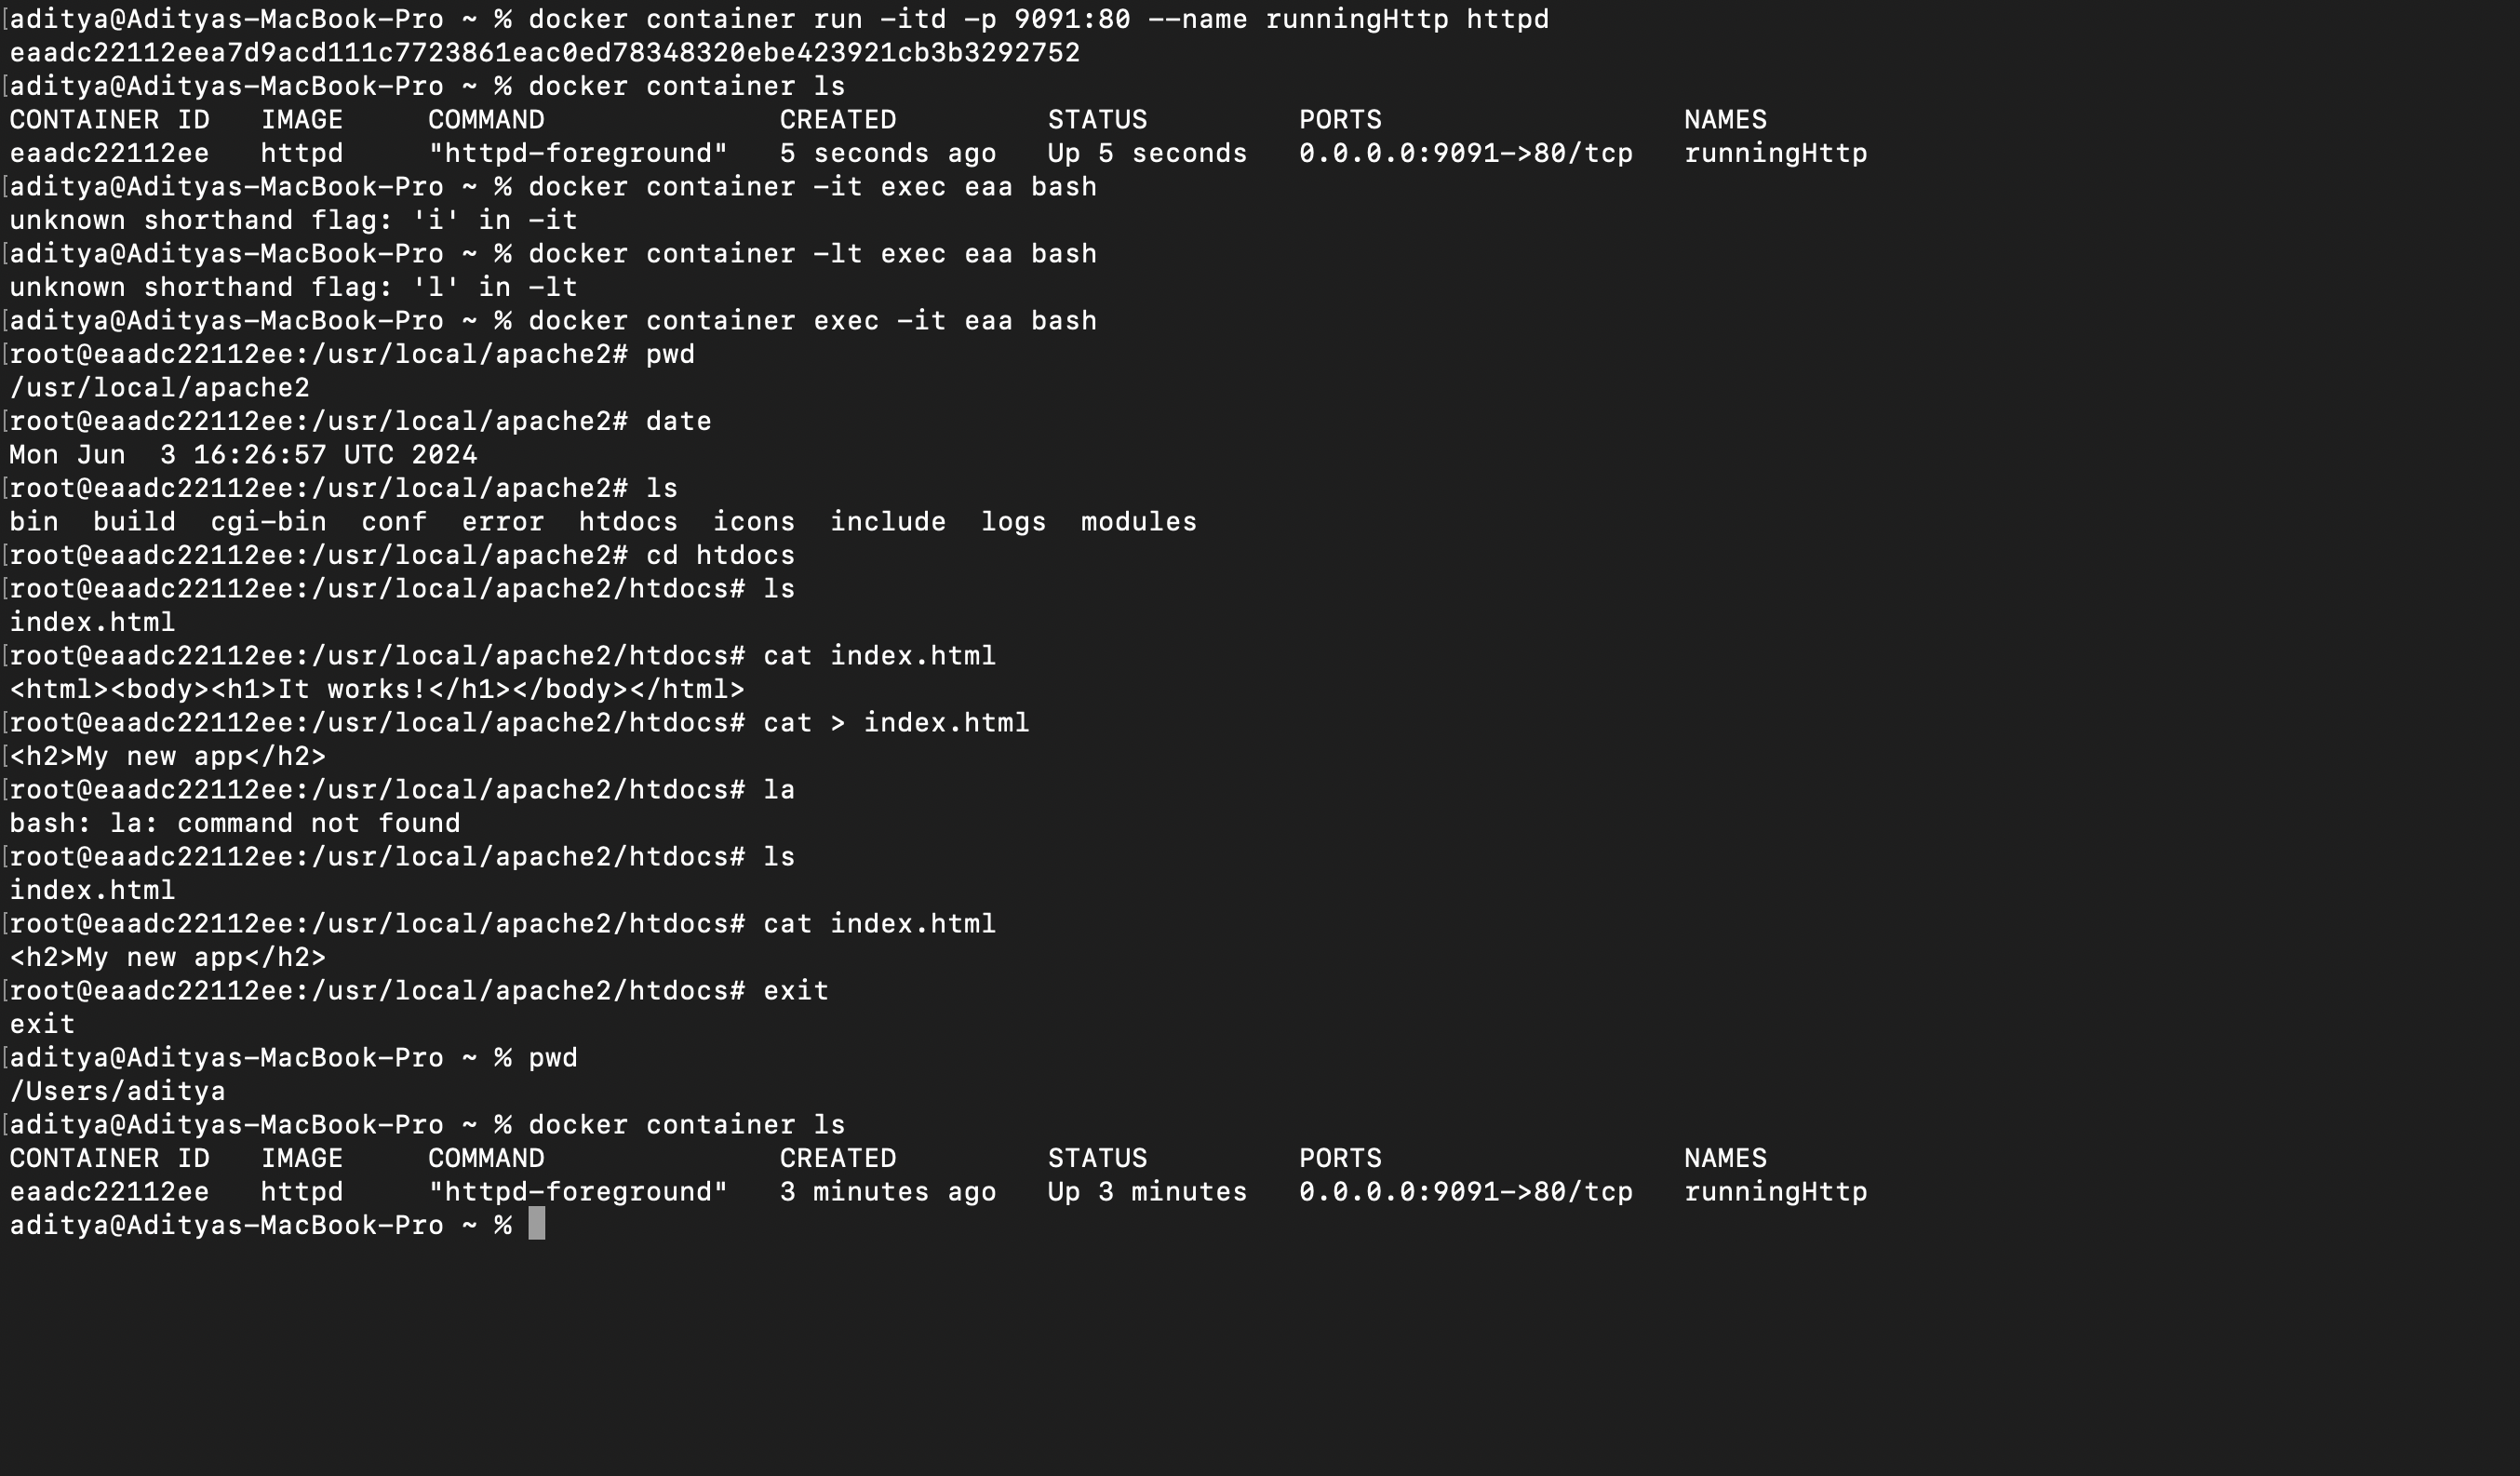 [aditya@Adityas-MacBook-Pro ~ % docker container run -itd -p 9091:80 --name runningHttp httpd
eaadc22112eea7d9acd111c7723861eac0ed78348320ebe423921cb3b3292752
[aditya@Adityas-MacBook-Pro ~ % docker container ls
CONTAINER ID   IMAGE     COMMAND              CREATED         STATUS         PORTS                  NAMES
eaadc22112ee   httpd     "httpd-foreground"   5 seconds ago   Up 5 seconds   0.0.0.0:9091->80/tcp   runningHttp
[aditya@Adityas-MacBook-Pro ~ % docker container -it exec eaa bash
unknown shorthand flag: 'i' in -it
[aditya@Adityas-MacBook-Pro ~ % docker container -lt exec eaa bash
unknown shorthand flag: 'l' in -lt
[aditya@Adityas-MacBook-Pro ~ % docker container exec -it eaa bash
[root@eaadc22112ee:/usr/local/apache2# pwd
/usr/local/apache2
[root@eaadc22112ee:/usr/local/apache2# date
Mon Jun  3 16:26:57 UTC 2024
[root@eaadc22112ee:/usr/local/apache2# ls
bin  build  cgi-bin  conf  error  htdocs  icons  include  logs  modules
[root@eaadc22112ee:/usr/local/apache2# cd htdocs
[root@eaadc22112ee:/usr/local/apache2/htdocs# ls
index.html
[root@eaadc22112ee:/usr/local/apache2/htdocs# cat index.html
<html><body><h1>It works!</h1></body></html>
[root@eaadc22112ee:/usr/local/apache2/htdocs# cat > index.html
[<h2>My new app</h2>
[root@eaadc22112ee:/usr/local/apache2/htdocs# la
bash: la: command not found
[root@eaadc22112ee:/usr/local/apache2/htdocs# ls
index.html
[root@eaadc22112ee:/usr/local/apache2/htdocs# cat index.html
<h2>My new app</h2>
[root@eaadc22112ee:/usr/local/apache2/htdocs# exit
exit
[aditya@Adityas-MacBook-Pro ~ % pwd
/Users/aditya
[aditya@Adityas-MacBook-Pro ~ % docker container ls
CONTAINER ID   IMAGE     COMMAND              CREATED         STATUS         PORTS                  NAMES
eaadc22112ee   httpd     "httpd-foreground"   3 minutes ago   Up 3 minutes   0.0.0.0:9091->80/tcp   runningHttp
aditya@Adityas-MacBook-Pro ~ %